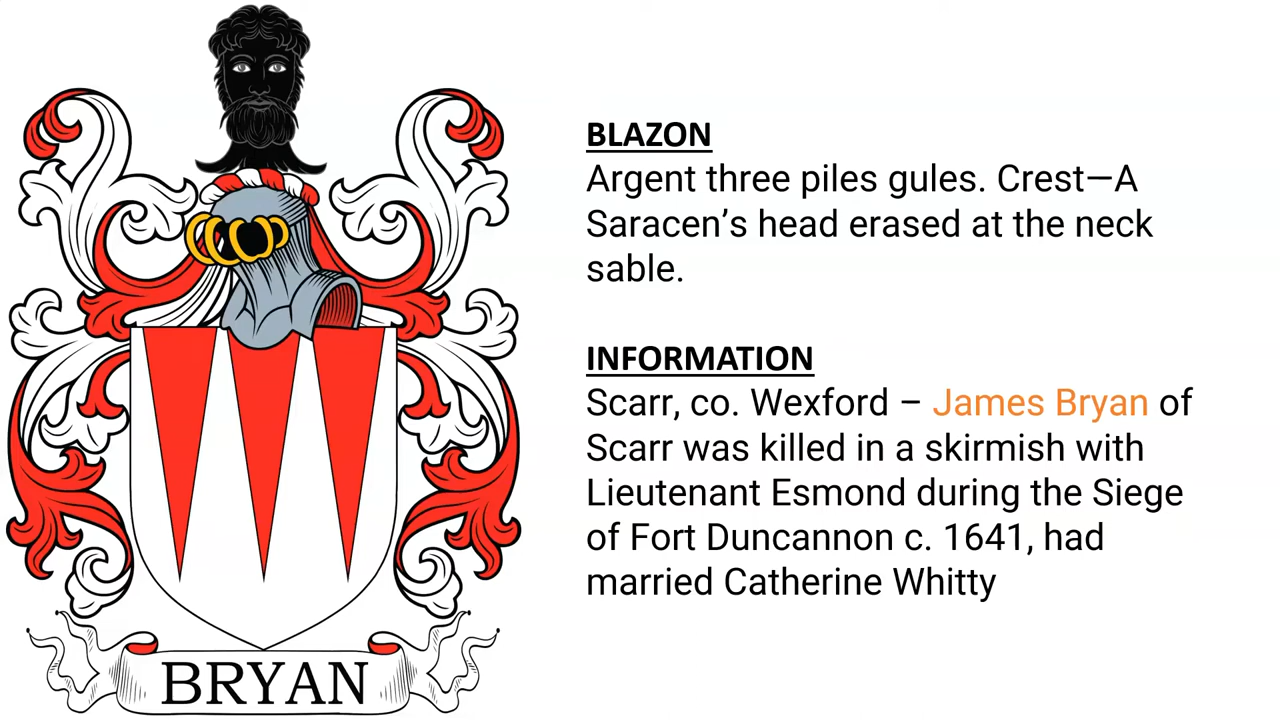 BLAZON
Argent three piles gules. Crest—A
Saracen’s head erased at the neck
sable.
INFORMATION
Scarr, co. Wexford – James Bryan of
Scarr was killed in a skirmish with
Lieutenant Esmond during the Siege
of Fort Duncannon c. 1641, had
married Catherine Whitty
BRYAN